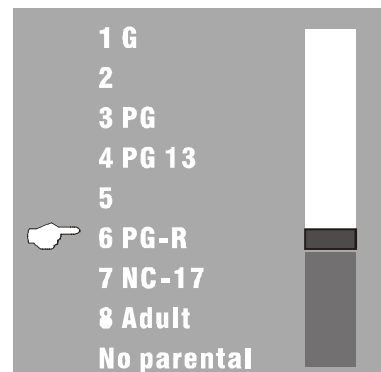 1 G
2
3 PG
4 PG 13
5
6 PG-R
7 NC-17
8 Adult
No parental